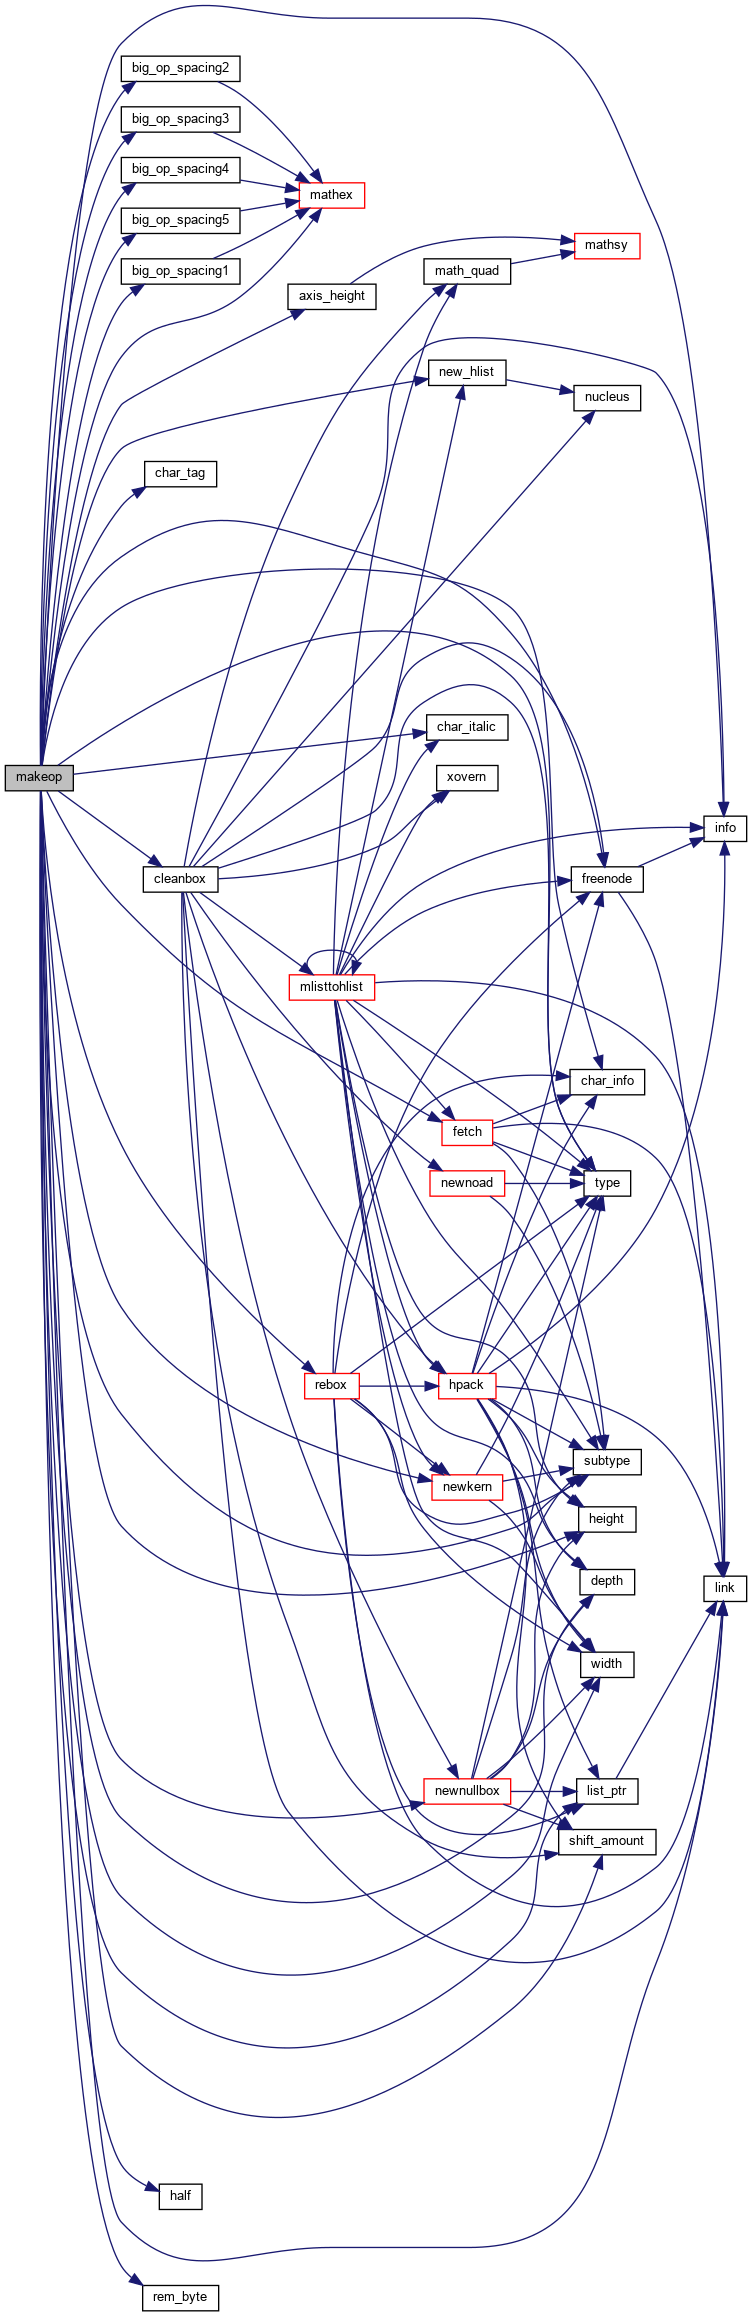 big_op_spacing2
big_op_spacing3
big_op_spacing4
mathex
big_op_spacing5
mathsy
big_op_spacing1
math_quad
axis_height
new_hlist
nucleus
char_tag
char_italic
makeop
xovern
info
cleanbox
freenode
mlisttohlist
char_info
fetch
newnoad
type
rebox
hpack
subtype
newkern
height
depth
link
width
newnullbox
list_ptr
shift_amount
half
rem_byte